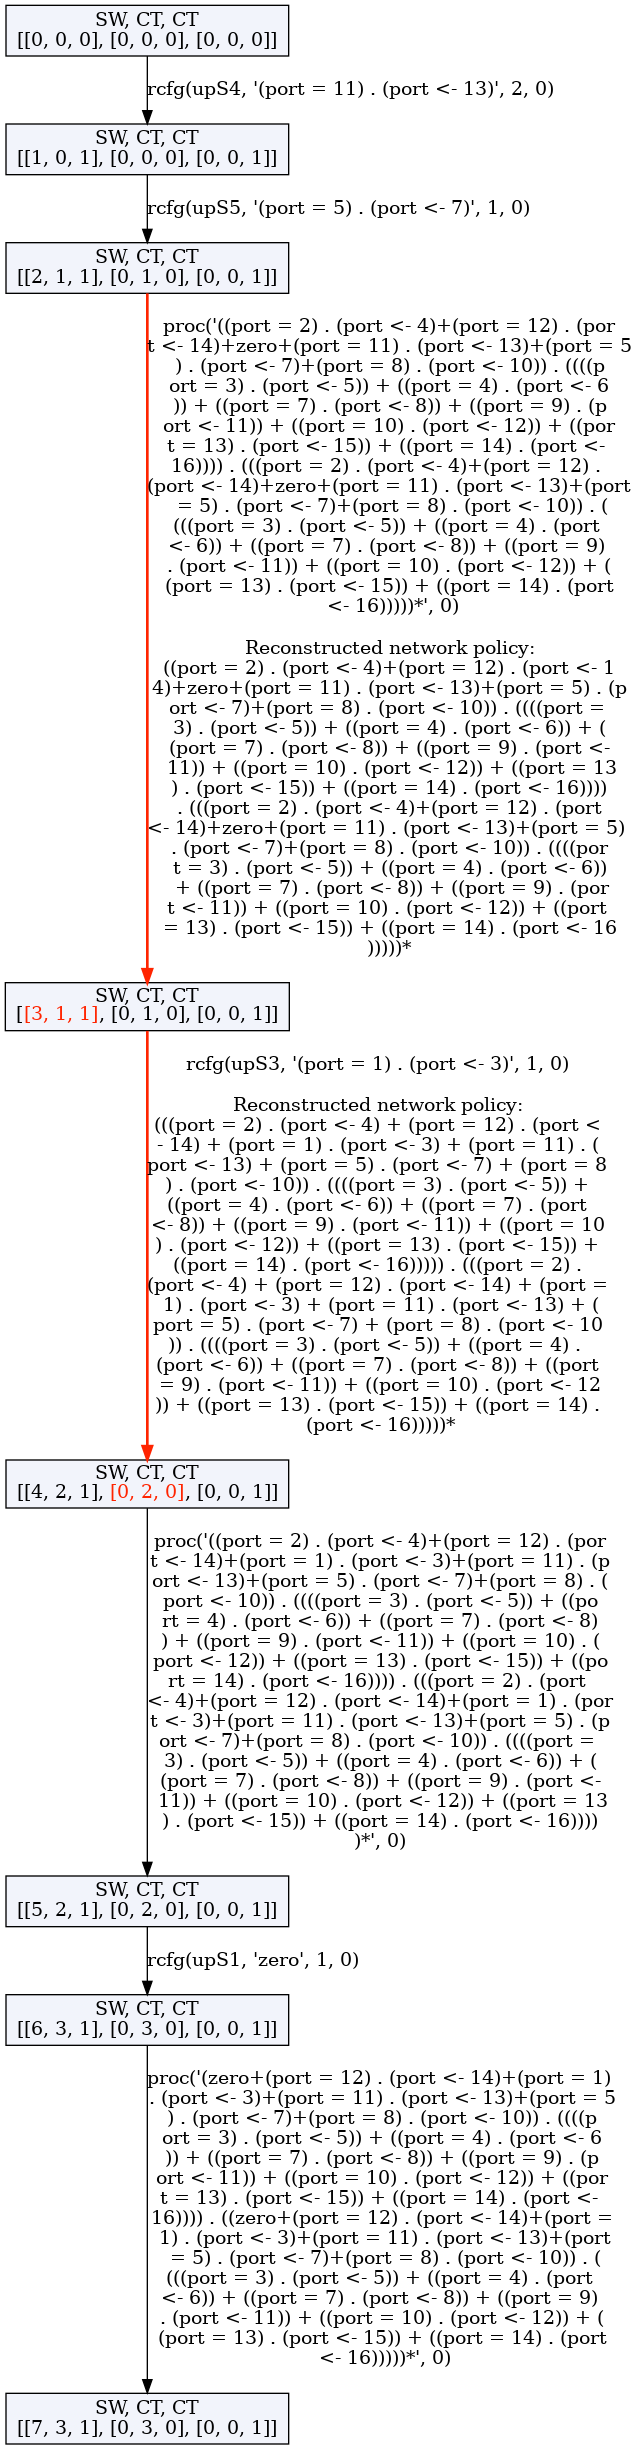 SW, CT, CT
[[0, 0, 0], [0, 0, 0], [0, 0, 0]]
rcfg(upS4, '(port = 11) . (port <- 13)', 2, 0)
SW, CT, CT
[[1, 0, 1], [0, 0, 0], [0, 0, 1]]
rcfg(upS5, '(port = 5) . (port <- 7)', 1, 0)
SW, CT, CT
[[2, 1, 1], [0, 1, 0], [0, 0, 1]]
proc('((port = 2) . (port <- 4)+(port = 12) . (por
t <- 14)+zero+(port = 11) . (port <- 13)+(port = 5
) . (port <- 7)+(port = 8) . (port <- 10)) . ((((p
ort = 3) . (port <- 5)) + ((port = 4) . (port <- 6
)) + ((port = 7) . (port <- 8)) + ((port = 9) . (p
ort <- 11)) + ((port = 10) . (port <- 12)) + ((por
t = 13) . (port <- 15)) + ((port = 14) . (port <-
16)))) . (((port = 2) . (port <- 4)+(port = 12) .
(port <- 14)+zero+(port = 11) . (port <- 13)+(port
= 5) . (port <- 7)+(port = 8) . (port <- 10)) . (
(((port = 3) . (port <- 5)) + ((port = 4) . (port
<- 6)) + ((port = 7) . (port <- 8)) + ((port = 9)
. (port <- 11)) + ((port = 10) . (port <- 12)) + (
(port = 13) . (port <- 15)) + ((port = 14) . (port
<- 16)))))*', 0)
Reconstructed network policy:
((port = 2) . (port <- 4)+(port = 12) . (port <- 1
4)+zero+(port = 11) . (port <- 13)+(port = 5) . (p
ort <- 7)+(port = 8) . (port <- 10)) . ((((port =
3) . (port <- 5)) + ((port = 4) . (port <- 6)) + (
(port = 7) . (port <- 8)) + ((port = 9) . (port <-
11)) + ((port = 10) . (port <- 12)) + ((port = 13
) . (port <- 15)) + ((port = 14) . (port <- 16))))
. (((port = 2) . (port <- 4)+(port = 12) . (port
<- 14)+zero+(port = 11) . (port <- 13)+(port = 5)
. (port <- 7)+(port = 8) . (port <- 10)) . ((((por
t = 3) . (port <- 5)) + ((port = 4) . (port <- 6))
+ ((port = 7) . (port <- 8)) + ((port = 9) . (por
t <- 11)) + ((port = 10) . (port <- 12)) + ((port
= 13) . (port <- 15)) + ((port = 14) . (port <- 16
)))))*
SW, CT, CT
[[3, 1, 1], [0, 1, 0], [0, 0, 1]]
rcfg(upS3, '(port = 1) . (port <- 3)', 1, 0)
Reconstructed network policy:
(((port = 2) . (port <- 4) + (port = 12) . (port <
- 14) + (port = 1) . (port <- 3) + (port = 11) . (
port <- 13) + (port = 5) . (port <- 7) + (port = 8
) . (port <- 10)) . ((((port = 3) . (port <- 5)) +
((port = 4) . (port <- 6)) + ((port = 7) . (port
<- 8)) + ((port = 9) . (port <- 11)) + ((port = 10
) . (port <- 12)) + ((port = 13) . (port <- 15)) +
((port = 14) . (port <- 16))))) . (((port = 2) .
(port <- 4) + (port = 12) . (port <- 14) + (port =
1) . (port <- 3) + (port = 11) . (port <- 13) + (
port = 5) . (port <- 7) + (port = 8) . (port <- 10
)) . ((((port = 3) . (port <- 5)) + ((port = 4) .
(port <- 6)) + ((port = 7) . (port <- 8)) + ((port
= 9) . (port <- 11)) + ((port = 10) . (port <- 12
)) + ((port = 13) . (port <- 15)) + ((port = 14) .
(port <- 16)))))*
SW, CT, CT
[[4, 2, 1], [0, 2, 0], [0, 0, 1]]
proc('((port = 2) . (port <- 4)+(port = 12) . (por
t <- 14)+(port = 1) . (port <- 3)+(port = 11) . (p
ort <- 13)+(port = 5) . (port <- 7)+(port = 8) . (
port <- 10)) . ((((port = 3) . (port <- 5)) + ((po
rt = 4) . (port <- 6)) + ((port = 7) . (port <- 8)
) + ((port = 9) . (port <- 11)) + ((port = 10) . (
port <- 12)) + ((port = 13) . (port <- 15)) + ((po
rt = 14) . (port <- 16)))) . (((port = 2) . (port
<- 4)+(port = 12) . (port <- 14)+(port = 1) . (por
t <- 3)+(port = 11) . (port <- 13)+(port = 5) . (p
ort <- 7)+(port = 8) . (port <- 10)) . ((((port =
3) . (port <- 5)) + ((port = 4) . (port <- 6)) + (
(port = 7) . (port <- 8)) + ((port = 9) . (port <-
11)) + ((port = 10) . (port <- 12)) + ((port = 13
) . (port <- 15)) + ((port = 14) . (port <- 16))))
)*', 0)
SW, CT, CT
[[5, 2, 1], [0, 2, 0], [0, 0, 1]]
rcfg(upS1, 'zero', 1, 0)
SW, CT, CT
[[6, 3, 1], [0, 3, 0], [0, 0, 1]]
proc('(zero+(port = 12) . (port <- 14)+(port = 1)
. (port <- 3)+(port = 11) . (port <- 13)+(port = 5
) . (port <- 7)+(port = 8) . (port <- 10)) . ((((p
ort = 3) . (port <- 5)) + ((port = 4) . (port <- 6
)) + ((port = 7) . (port <- 8)) + ((port = 9) . (p
ort <- 11)) + ((port = 10) . (port <- 12)) + ((por
t = 13) . (port <- 15)) + ((port = 14) . (port <-
16)))) . ((zero+(port = 12) . (port <- 14)+(port =
1) . (port <- 3)+(port = 11) . (port <- 13)+(port
= 5) . (port <- 7)+(port = 8) . (port <- 10)) . (
(((port = 3) . (port <- 5)) + ((port = 4) . (port
<- 6)) + ((port = 7) . (port <- 8)) + ((port = 9)
. (port <- 11)) + ((port = 10) . (port <- 12)) + (
(port = 13) . (port <- 15)) + ((port = 14) . (port
<- 16)))))*', 0)
SW, CT, CT
[[7, 3, 1], [0, 3, 0], [0, 0, 1]]